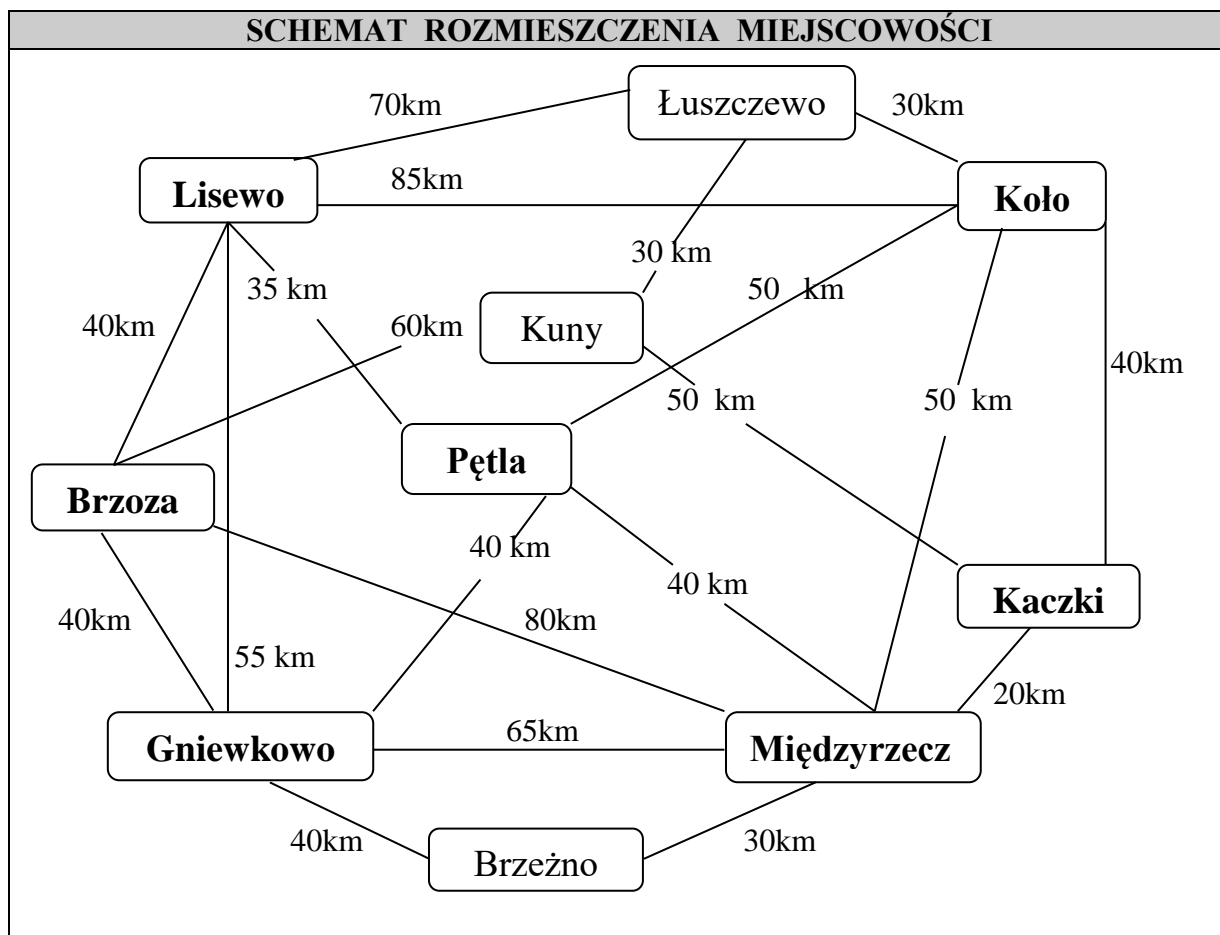 SCHEMAT ROZMIESZCZENIA MIEJSCOWOŚCI
Łuszczewo
70km
30km
Lisewo
85km
Koło
30 km
35 km
50 km
40km
60km
Kuny
40km
50 km
50 km
Pętla
Brzoza
40 km
40 km
Kaczki
40km
80km
55 km
20km
Gniewkowo
65km
Międzyrzecz
40km
30km
Brzeżno